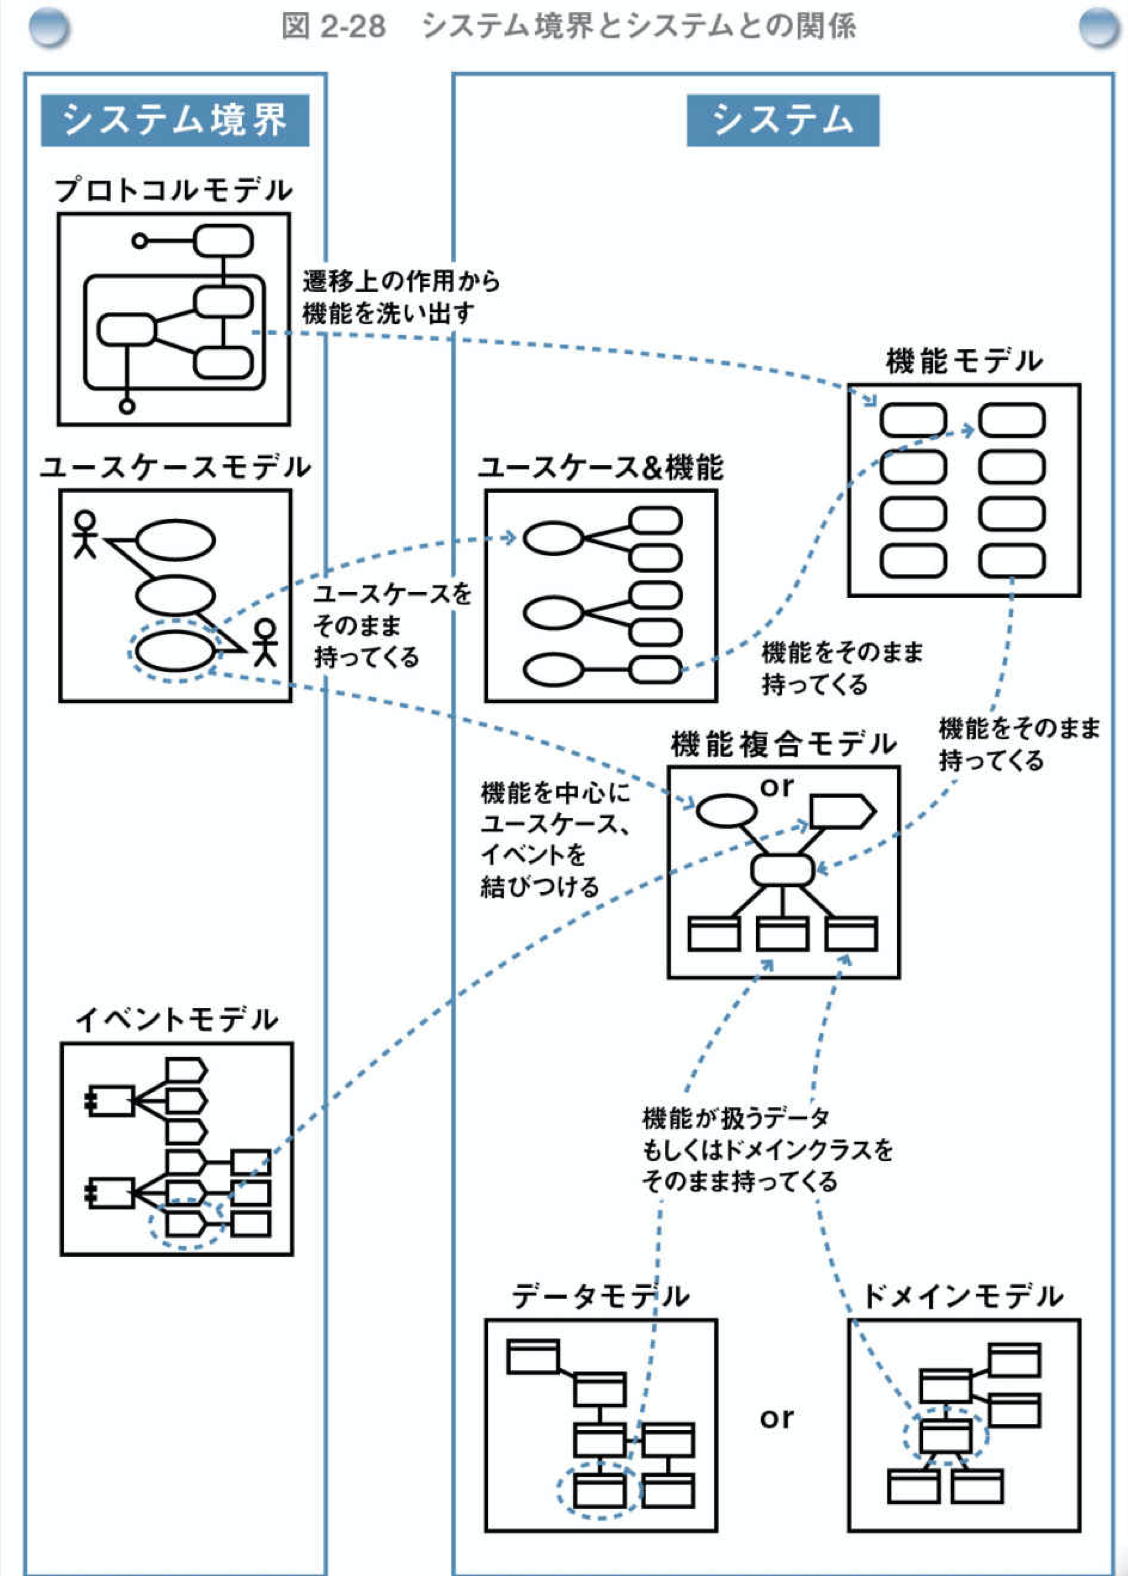 図 2-28　システム境界とシステムとの関係
システム境界
システム
プロトコルモデル
遷移上の作用から
機能を洗い出す
機能モデル
ユースケースモデル
ユースケース&機能
ユースケースを
そのまま
持ってくる
機能をそのまま
持ってくる
機能をそのまま
持ってくる
機能複合モデル
or
機能を中心に
ユースケース、
イベントを
結びつける
イベントモデル
機能が扱うデータ
もしくはドメインクラスを
そのまま持ってくる
データモデル
ドメインモデル
or